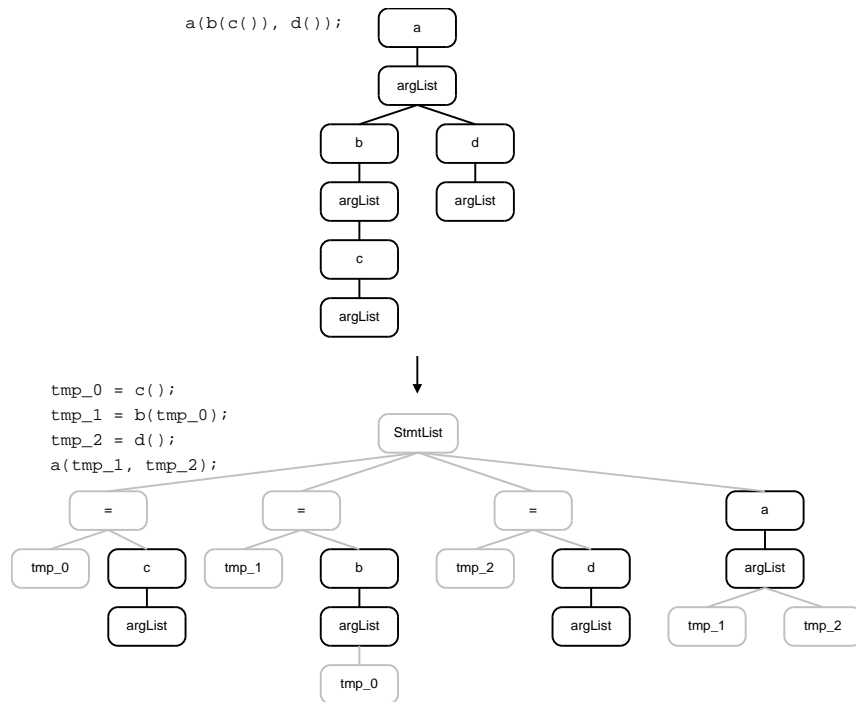 a(b(c()), d());
a
argList
b
d
argList
argList
c
argList
tmp_0 = c();
tmp_1 = b(tmp_0);
tmp_2 = d();
a(tmp_1, tmp_2);
StmtList
=
=
=
a
tmp_0
c
tmp_1
b
tmp_2
d
argList
argList
argList
argList
tmp_1
tmp_2
tmp_0